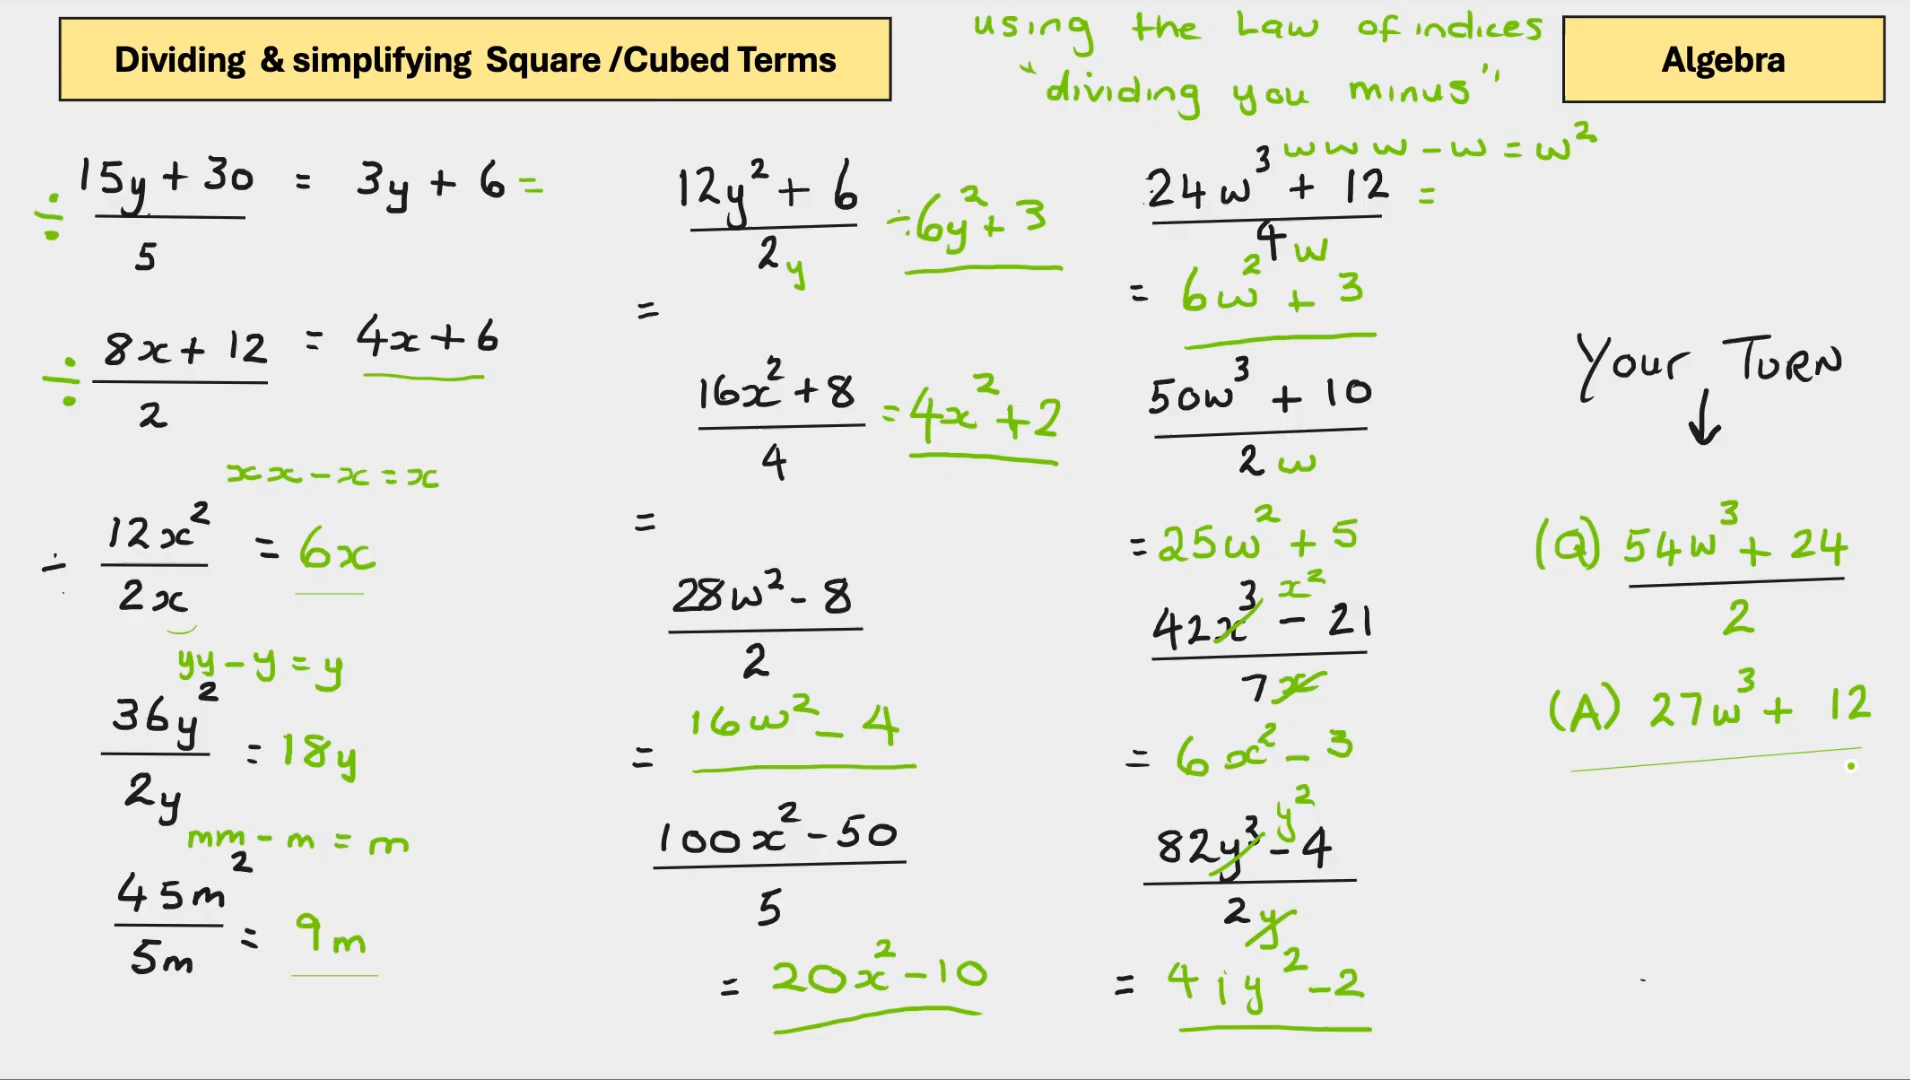 Dividing & simplifying Square /Cubed Terms
using the Law of indices
"dividing you minus"
Algebra
÷ 15y + 30 / 5 = 3y + 6 =
÷ 8x + 12 / 2 = 4x + 6
xx - x = x
÷ 12x² / 2x = 6x
yy - y = y
36y² / 2y = 18y
mm - m = m
45m² / 5m = 9m
12y² + 6 / 2y ÷ 6y² + 3
=
16x² + 8 / 4 = 4x² + 2
=
28w² - 8 / 2
= 16w² - 4
100x² - 50 / 5
= 20x² - 10
www - w = w²
24w³ + 12 / 4w =
= 6w² + 3
50w³ + 10 / 2w
= 25w² + 5
x²
42x³ - 21 / 7x
= 6x² - 3
y²
82y³ - 4 / 2y
= 41y² - 2
Your Turn
↓
(Q) 54w³ + 24 / 2
(A) 27w³ + 12